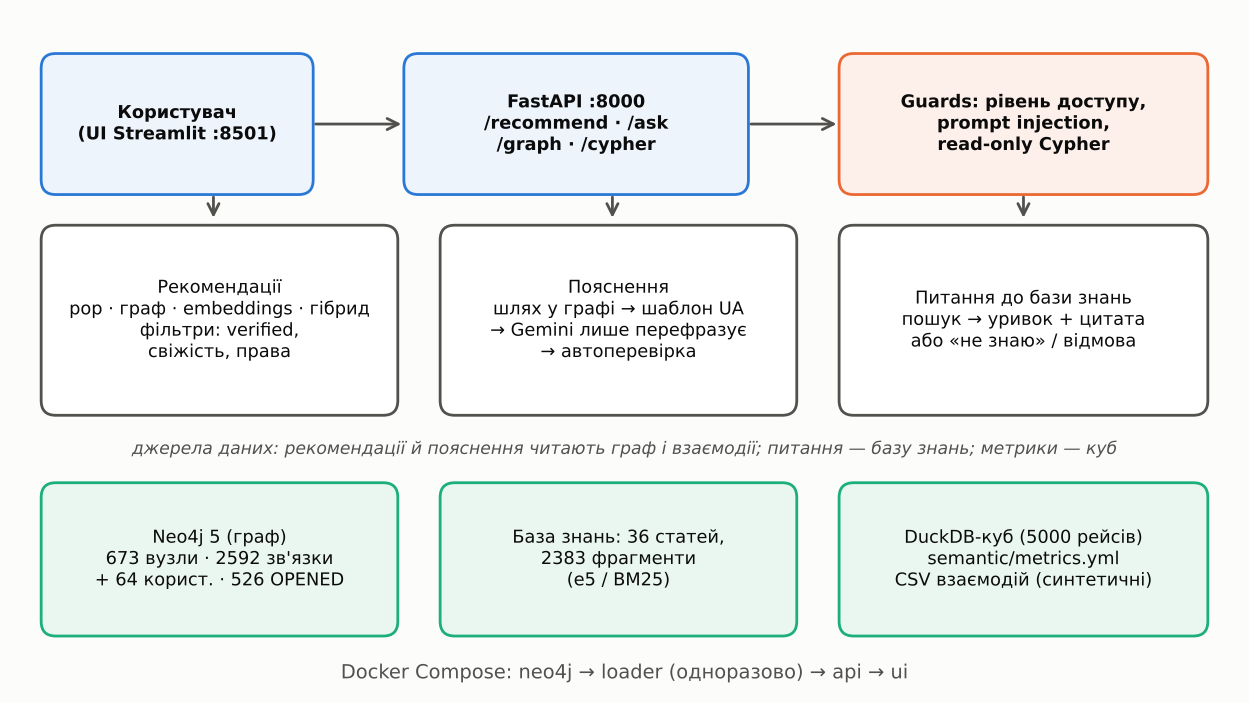 Користувач
(UI Streamlit :8501)
FastAPI :8000
/recommend · /ask
/graph · /cypher
Guards: рівень доступу,
prompt injection,
read-only Cypher
Рекомендації
pop · граф · embeddings · гібрид
фільтри: verified,
свіжість, права
Пояснення
шлях у графі → шаблон UA
→ Gemini лише перефразує
→ автоперевірка
Питання до бази знань
пошук → уривок + цитата
або «не знаю» / відмова
джерела даних: рекомендації й пояснення читають граф і взаємодії; питання — базу знань; метрики — куб
Neo4j 5 (граф)
673 вузли · 2592 зв'язки
+ 64 корист. · 526 OPENED
База знань: 36 статей,
2383 фрагменти
(e5 / BM25)
DuckDB-куб (5000 рейсів)
semantic/metrics.yml
CSV взаємодій (синтетичні)
Docker Compose: neo4j → loader (одноразово) → api → ui